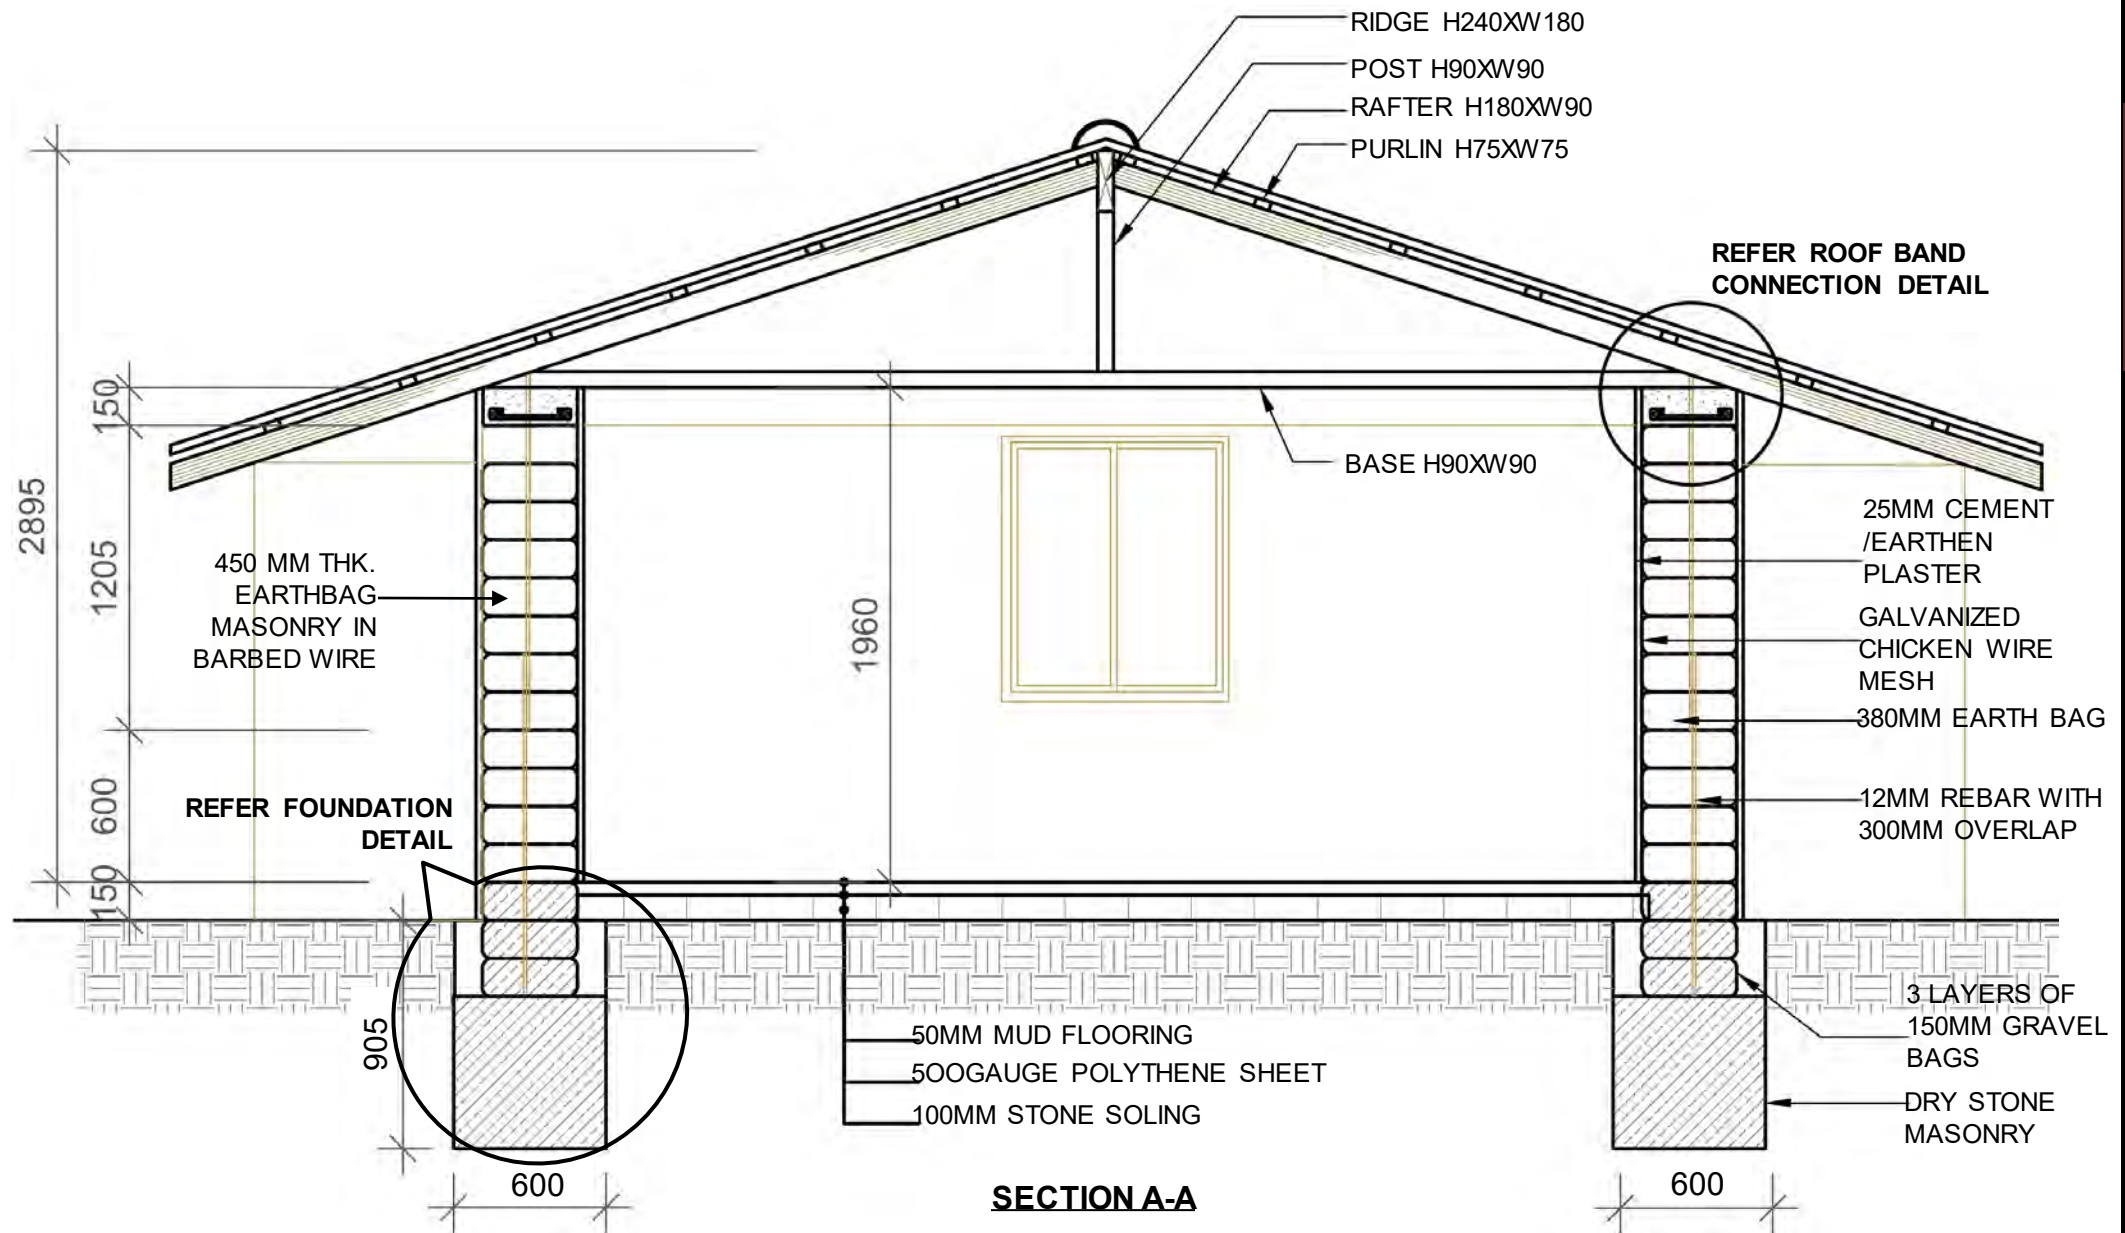 RIDGE H240XW180
POST H90XW90
RAFTER H180XW90
PURLIN H75XW75
REFER ROOF BAND
CONNECTION DETAIL
150
2895
1205
1960
BASE H90XW90
450 MM THK.
EARTHBAG
MASONRY IN
BARBED WIRE
25MM CEMENT
/EARTHEN
PLASTER
GALVANIZED
CHICKEN WIRE
MESH
380MM EARTH BAG
12MM REBAR WITH
300MM OVERLAP
600
REFER FOUNDATION
DETAIL
150
905
50MM MUD FLOORING
5OOGAUGE POLYTHENE SHEET
100MM STONE SOLING
3 LAYERS OF
150MM GRAVEL
BAGS
DRY STONE
MASONRY
600
600
SECTION A-A